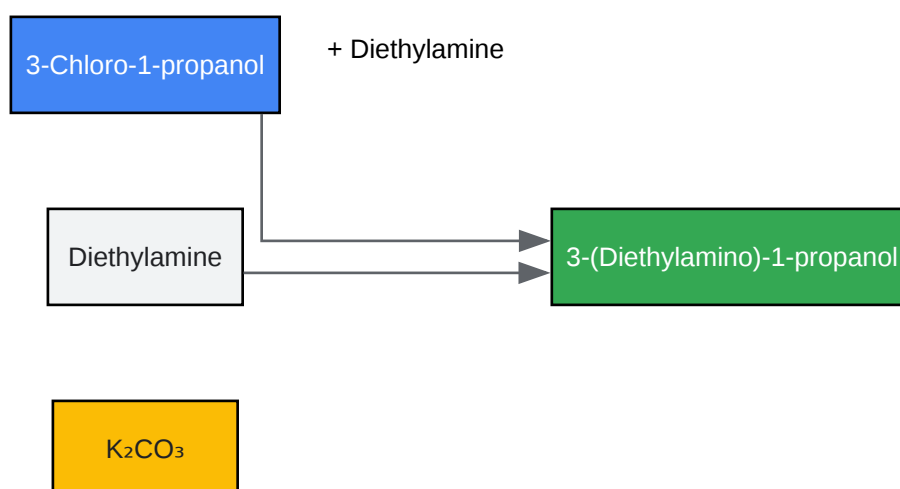 3-Chloro-1-propanol
+ Diethylamine
Diethylamine
3-(Diethylamino)-1-propanol
K₂CO₃